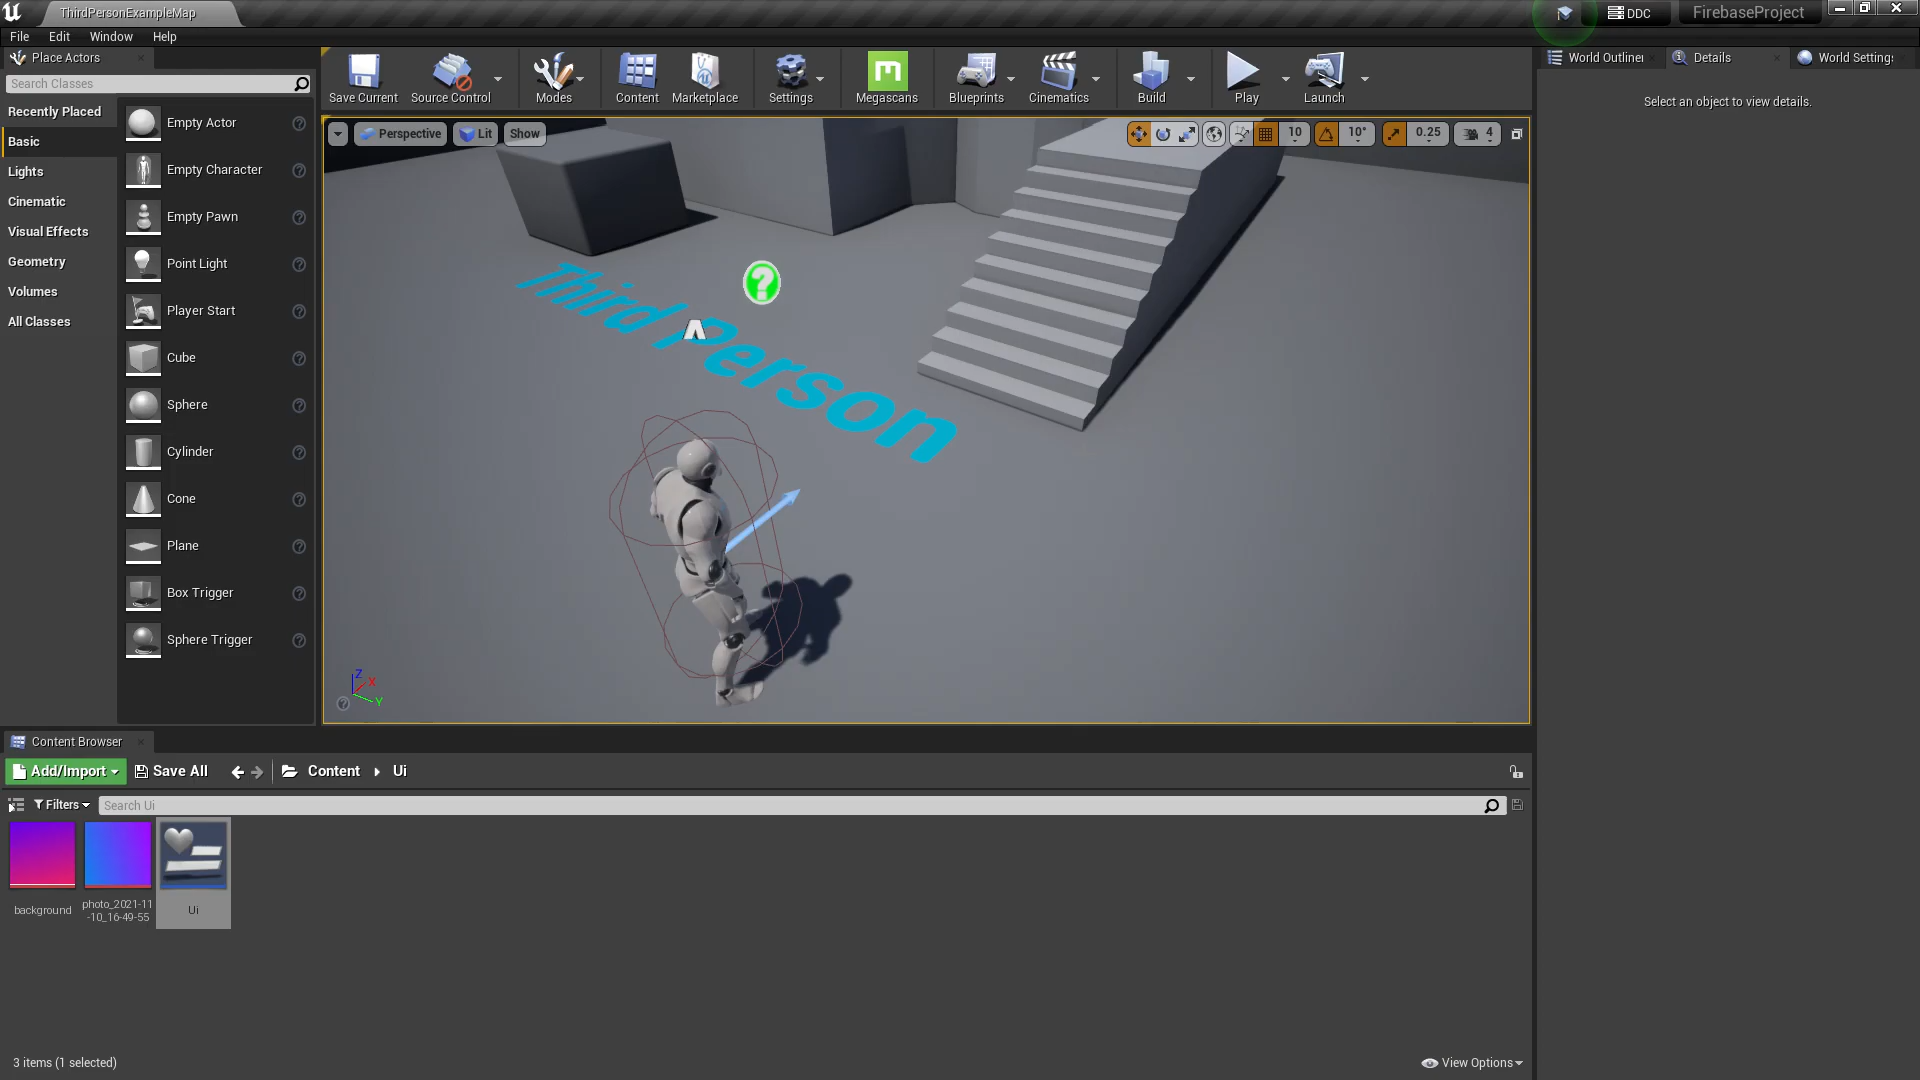 ThirdPersonExampleMap
DDC
FirebaseProject
File
Edit
Window
Help
Place Actors
Search Classes
Recently Placed
Basic
Lights
Cinematic
Visual Effects
Geometry
Volumes
All Classes
Empty Actor
Empty Character
Empty Pawn
Point Light
Player Start
Cube
Sphere
Cylinder
Cone
Plane
Box Trigger
Sphere Trigger
Save Current
Source Control
Modes
Content
Marketplace
Settings
Megascans
Blueprints
Cinematics
Build
Play
Launch
Perspective
Lit
Show
10
10°
0.25
4
Third Person
Z
X
Y
World Outliner
Details
World Settings
Select an object to view details.
Content Browser
Add/Import
Save All
Content
Ui
Filters
Search Ui
background
photo_2021-11
-10_16-49-55
Ui
3 items (1 selected)
View Options